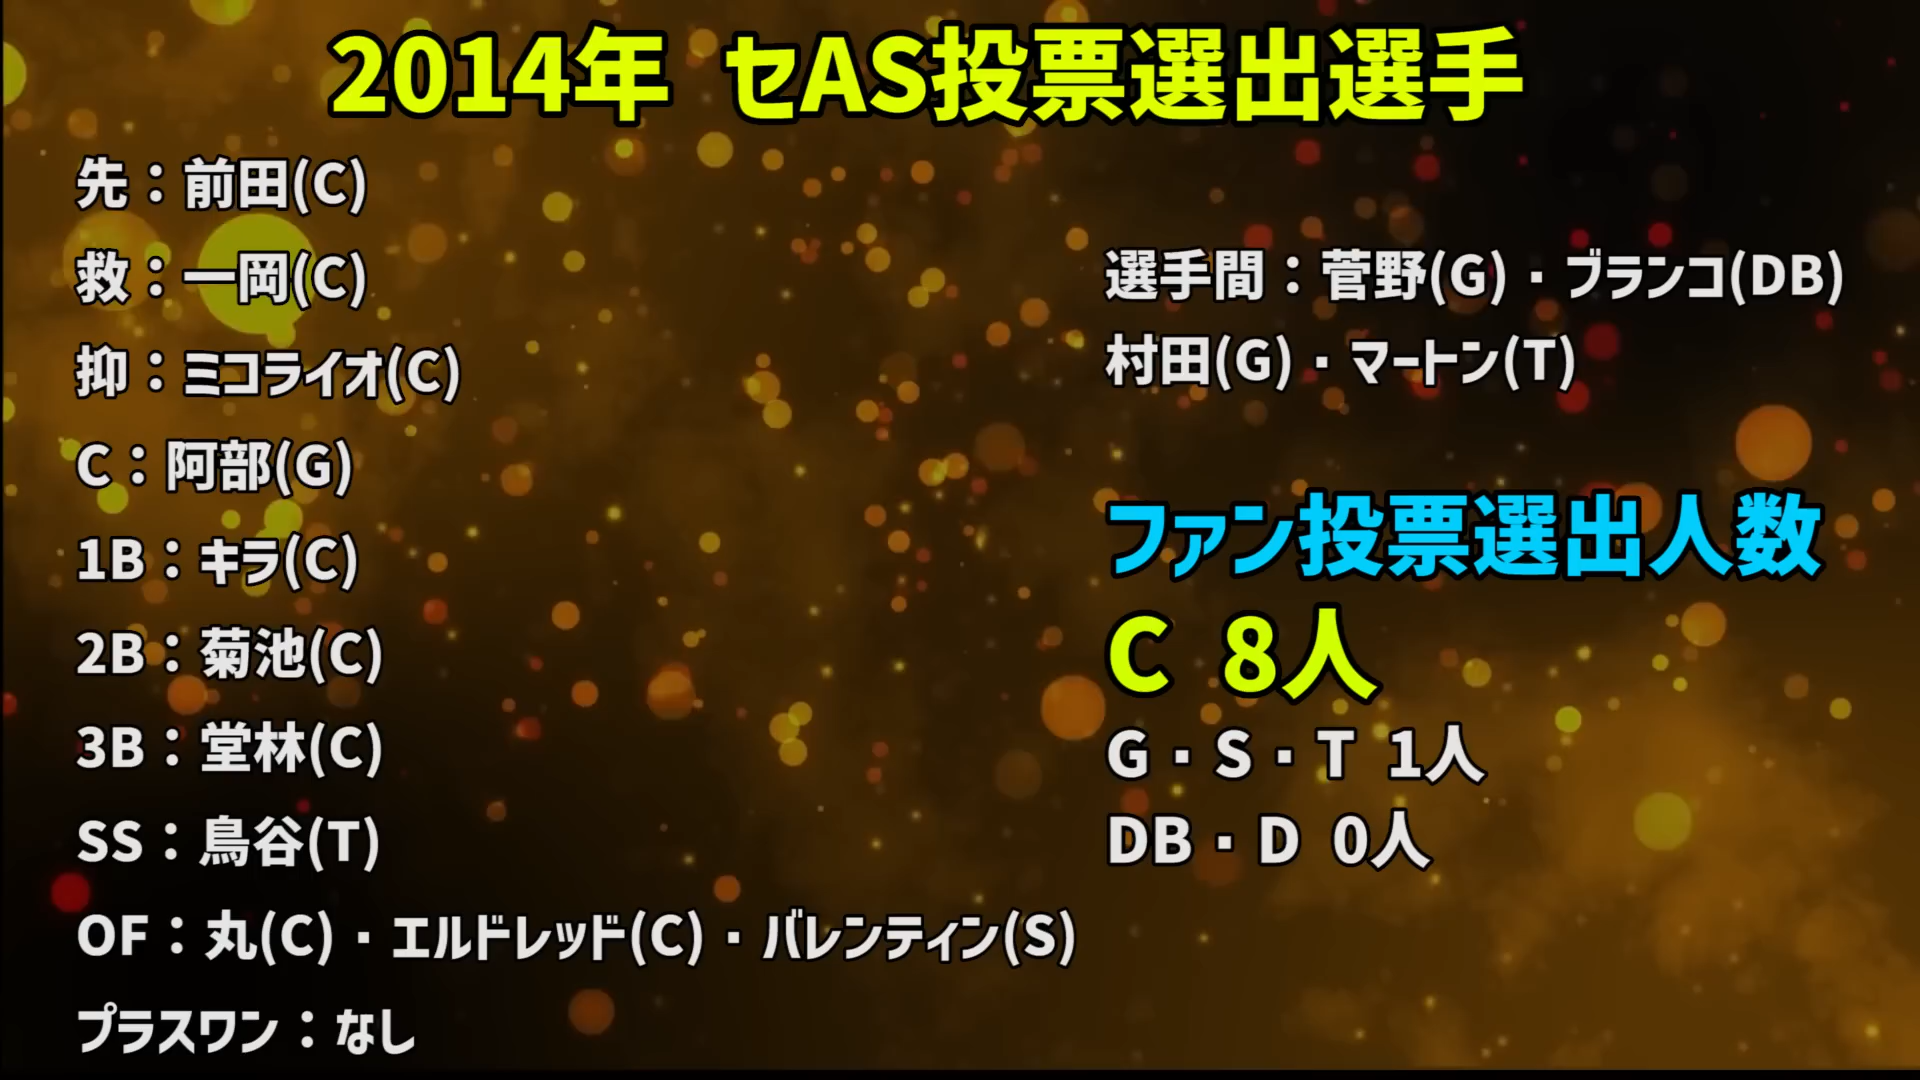 2014年 セAS投票選出選手
先：前田(C)
救：一岡(C)
抑：ミコライオ(C)
C：阿部(G)
1B：キラ(C)
2B：菊池(C)
3B：堂林(C)
SS：鳥谷(T)
OF：丸(C)・エルドレッド(C)・バレンティン(S)
プラスワン：なし
選手間：菅野(G)・ブランコ(DB)
村田(G)・マートン(T)
ファン投票選出人数
C 8人
G・S・T 1人
DB・D 0人